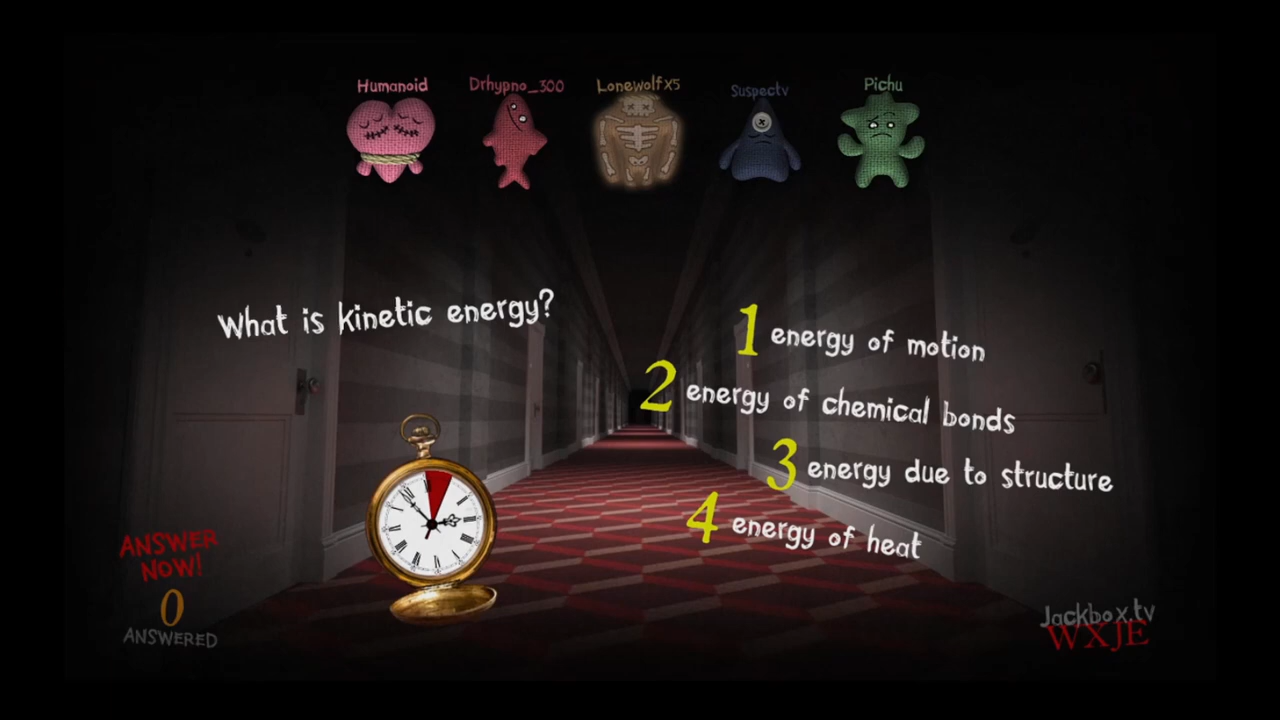 Humanoid
Drhypno_300
Lonewolfx5
Suspectv
Pichu
What is kinetic energy?
1 energy of motion
2 energy of chemical bonds
3 energy due to structure
4 energy of heat
ANSWER
NOW!
0
ANSWERED
Jackbox.tv
WXJE